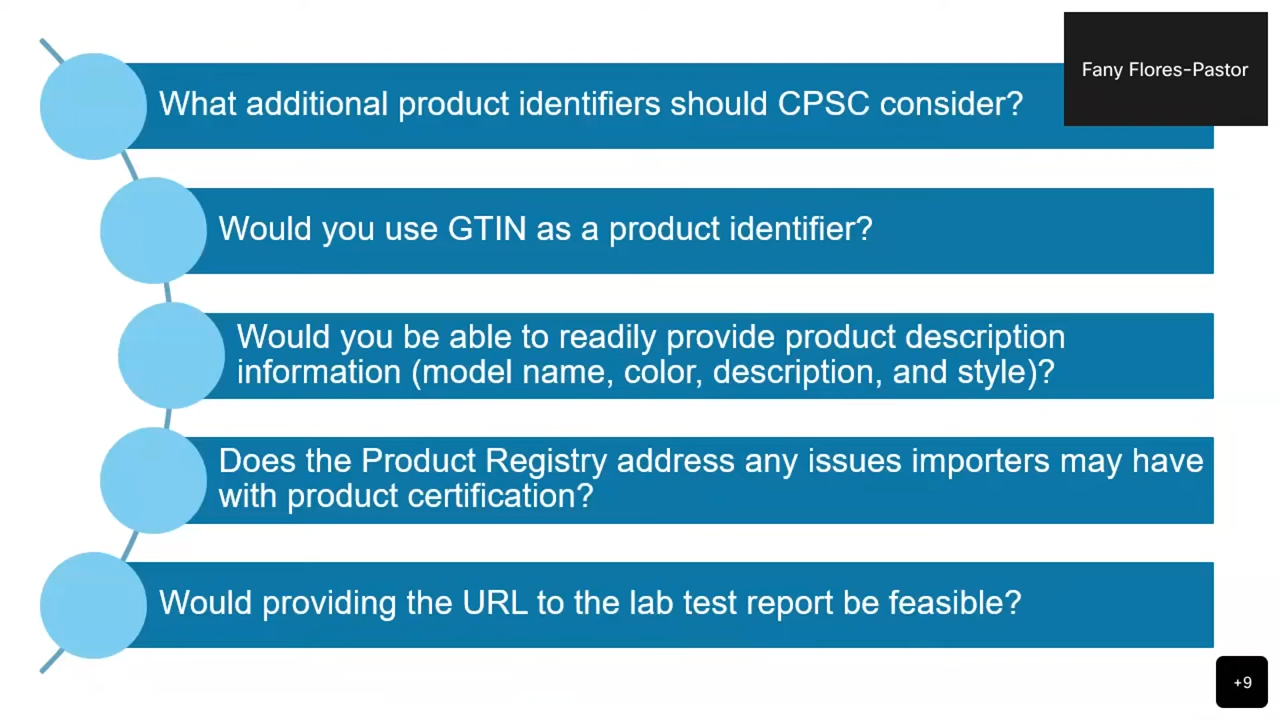 Fany Flores-Pastor
What additional product identifiers should CPSC consider?
Would you use GTIN as a product identifier?
Would you be able to readily provide product description
information (model name, color, description, and style)?
Does the Product Registry address any issues importers may have
with product certification?
Would providing the URL to the lab test report be feasible?
+9